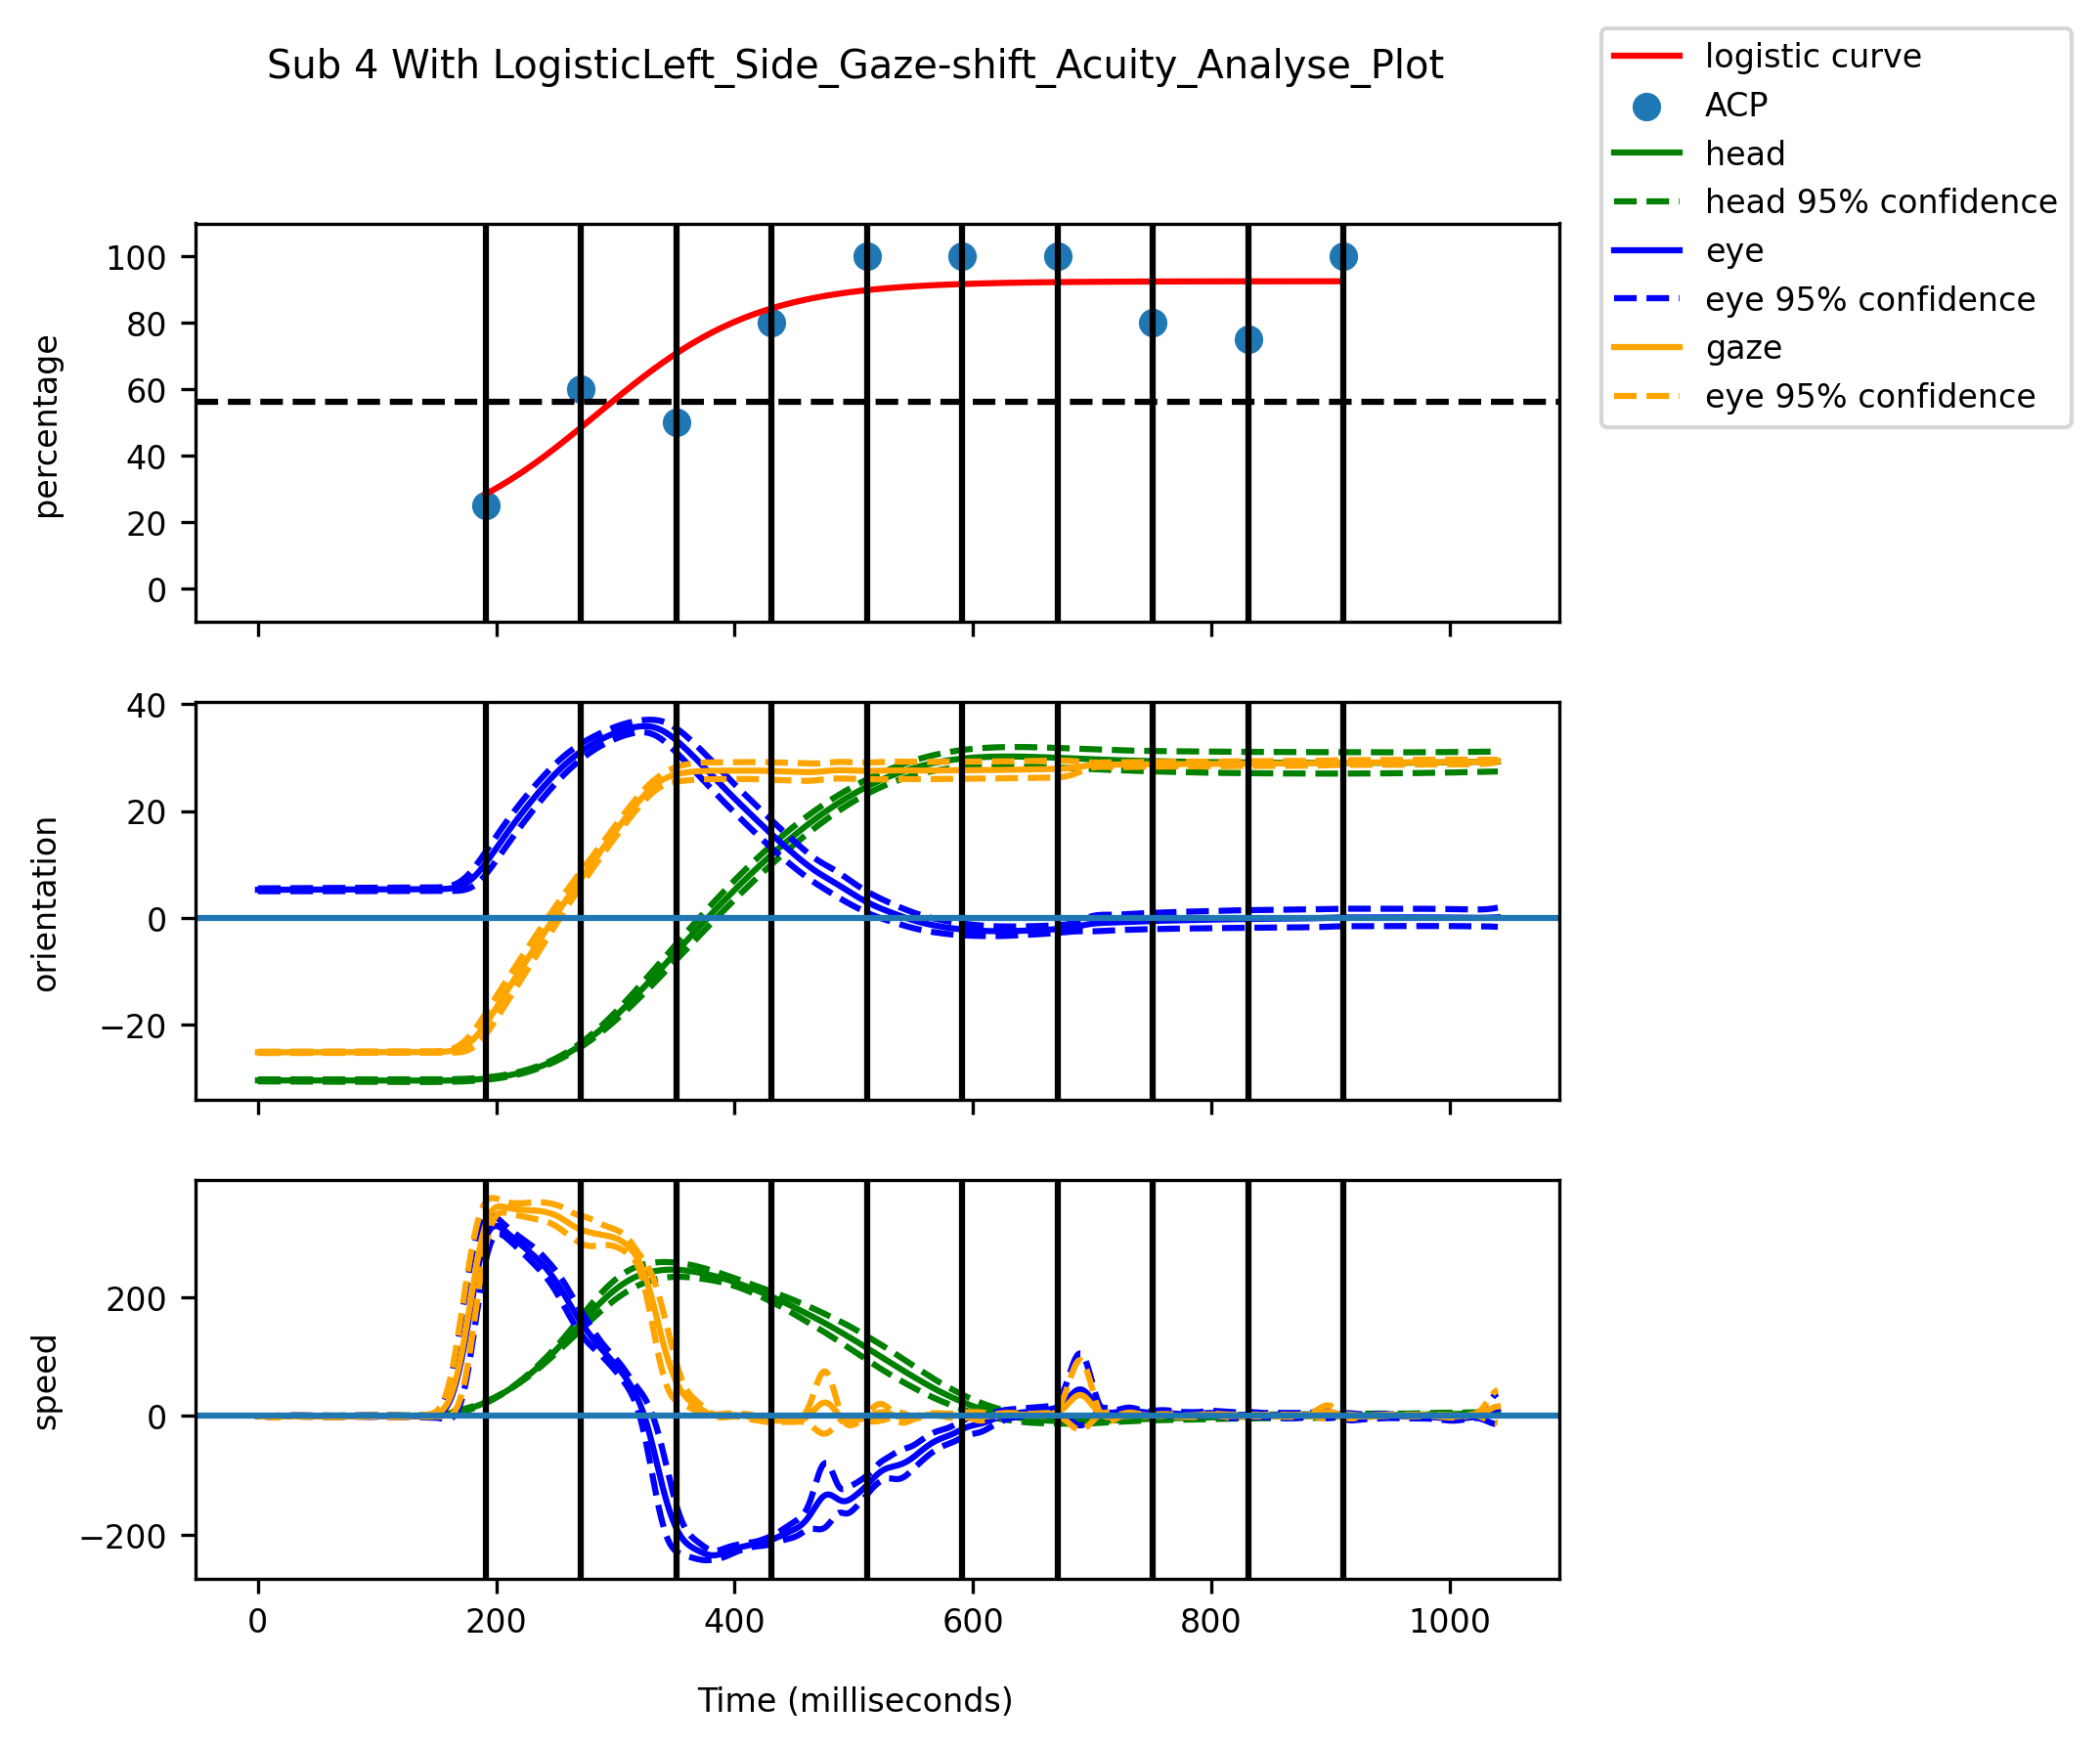 Sub 4 With LogisticLeft_Side_Gaze-shift_Acuity_Analyse_Plot
logistic curve
ACP
head
head 95% confidence
eye
eye 95% confidence
gaze
eye 95% confidence
percentage
100
80
60
40
20
0
orientation
40
20
0
−20
speed
200
0
−200
0 200 400 600 800 1000
Time (milliseconds)